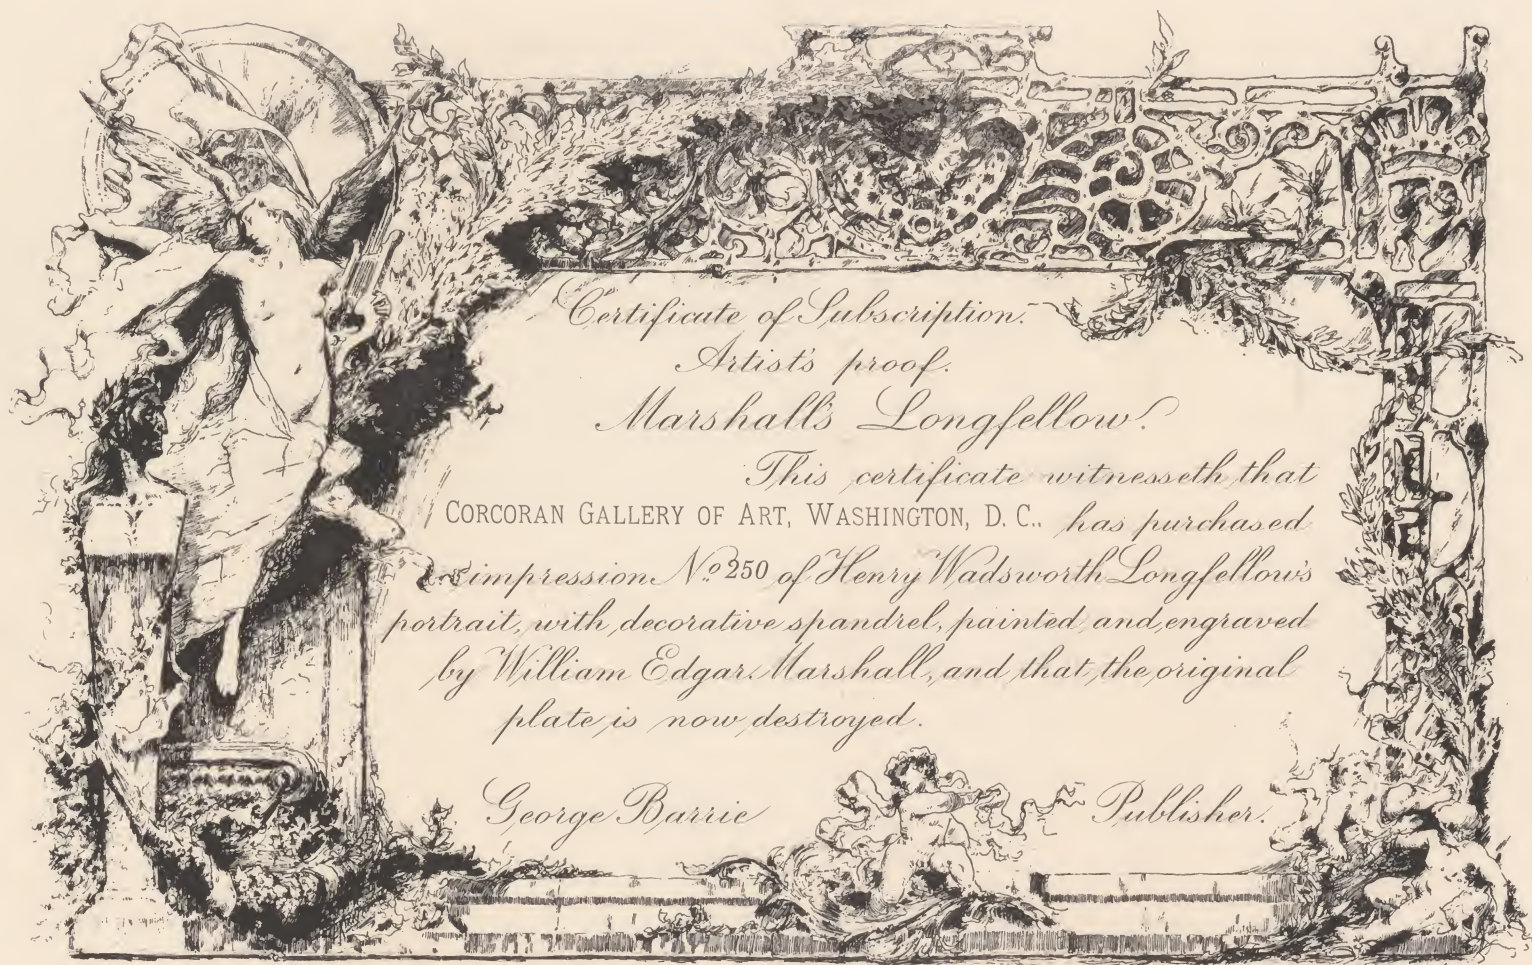 Certificate of Subscription.
Artist's proof.
Marshall's Longfellow.
This certificate witnesseth that
CORCORAN GALLERY OF ART, WASHINGTON, D. C., has purchased
impression No. 250 of Henry Wadsworth Longfellow's
portrait, with decorative spandrel, painted and engraved
by William Edgar Marshall, and that the original
plate is now destroyed.
George Barrie Publisher.